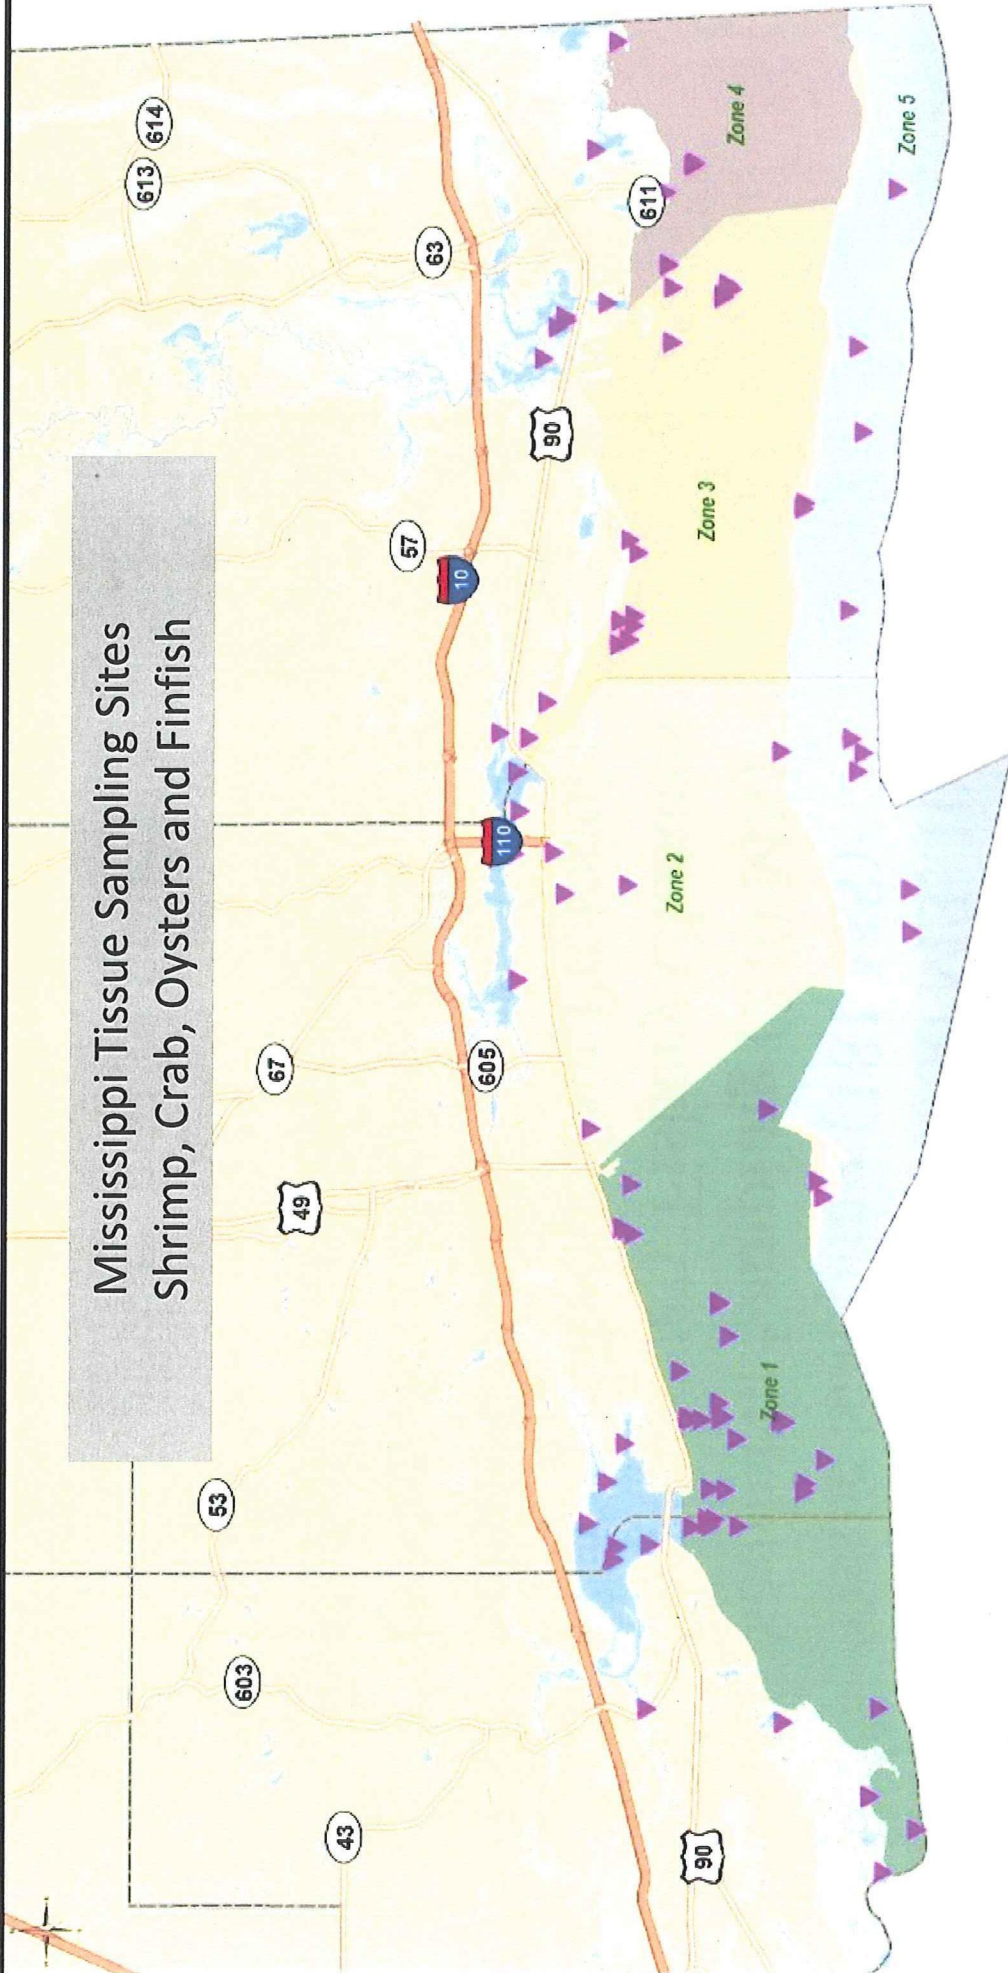 Mississippi Tissue Sampling Sites
Shrimp, Crab, Oysters and Finfish
53
49
67
613
614
603
43
57
63
10
605
110
90
90
611
Zone 1
Zone 2
Zone 3
Zone 4
Zone 5